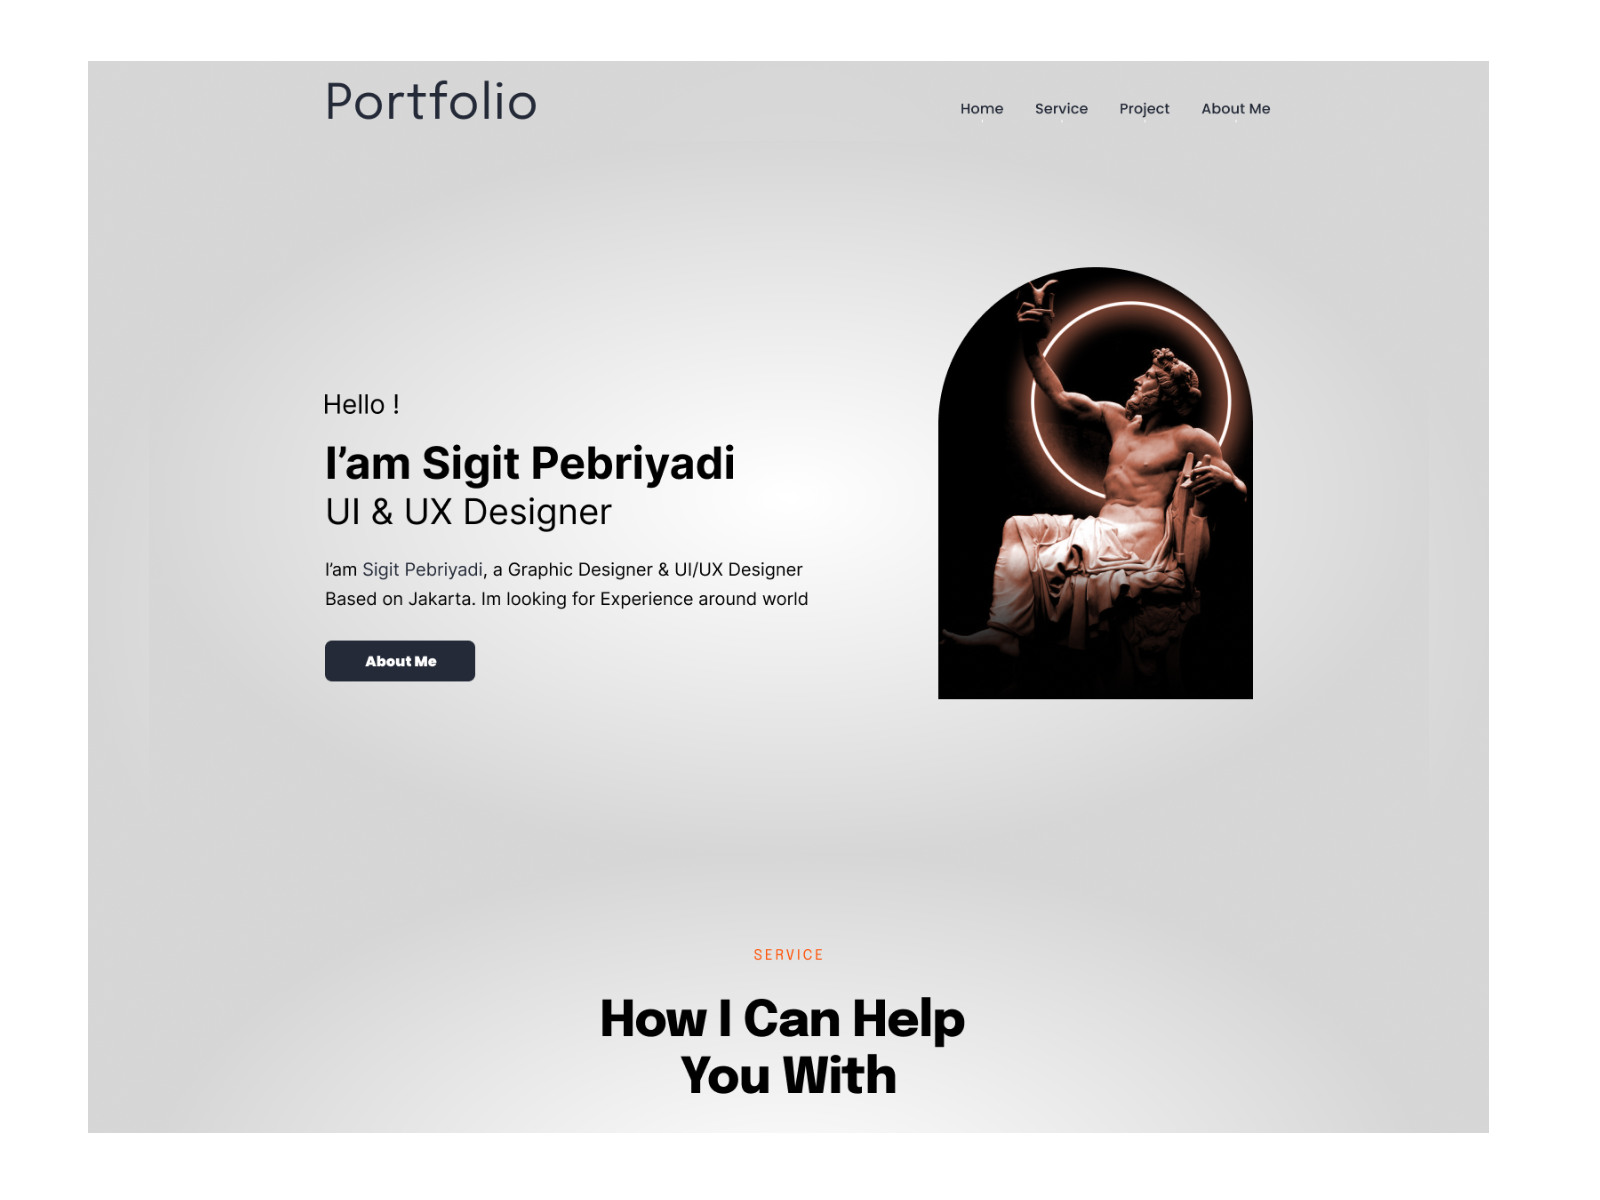 Portfolio
Home Service Project About Me
Hello !
I’am Sigit Pebriyadi
UI & UX Designer
I’am Sigit Pebriyadi, a Graphic Designer & UI/UX Designer
Based on Jakarta. Im looking for Experience around world
About Me
SERVICE
How I Can Help
You With